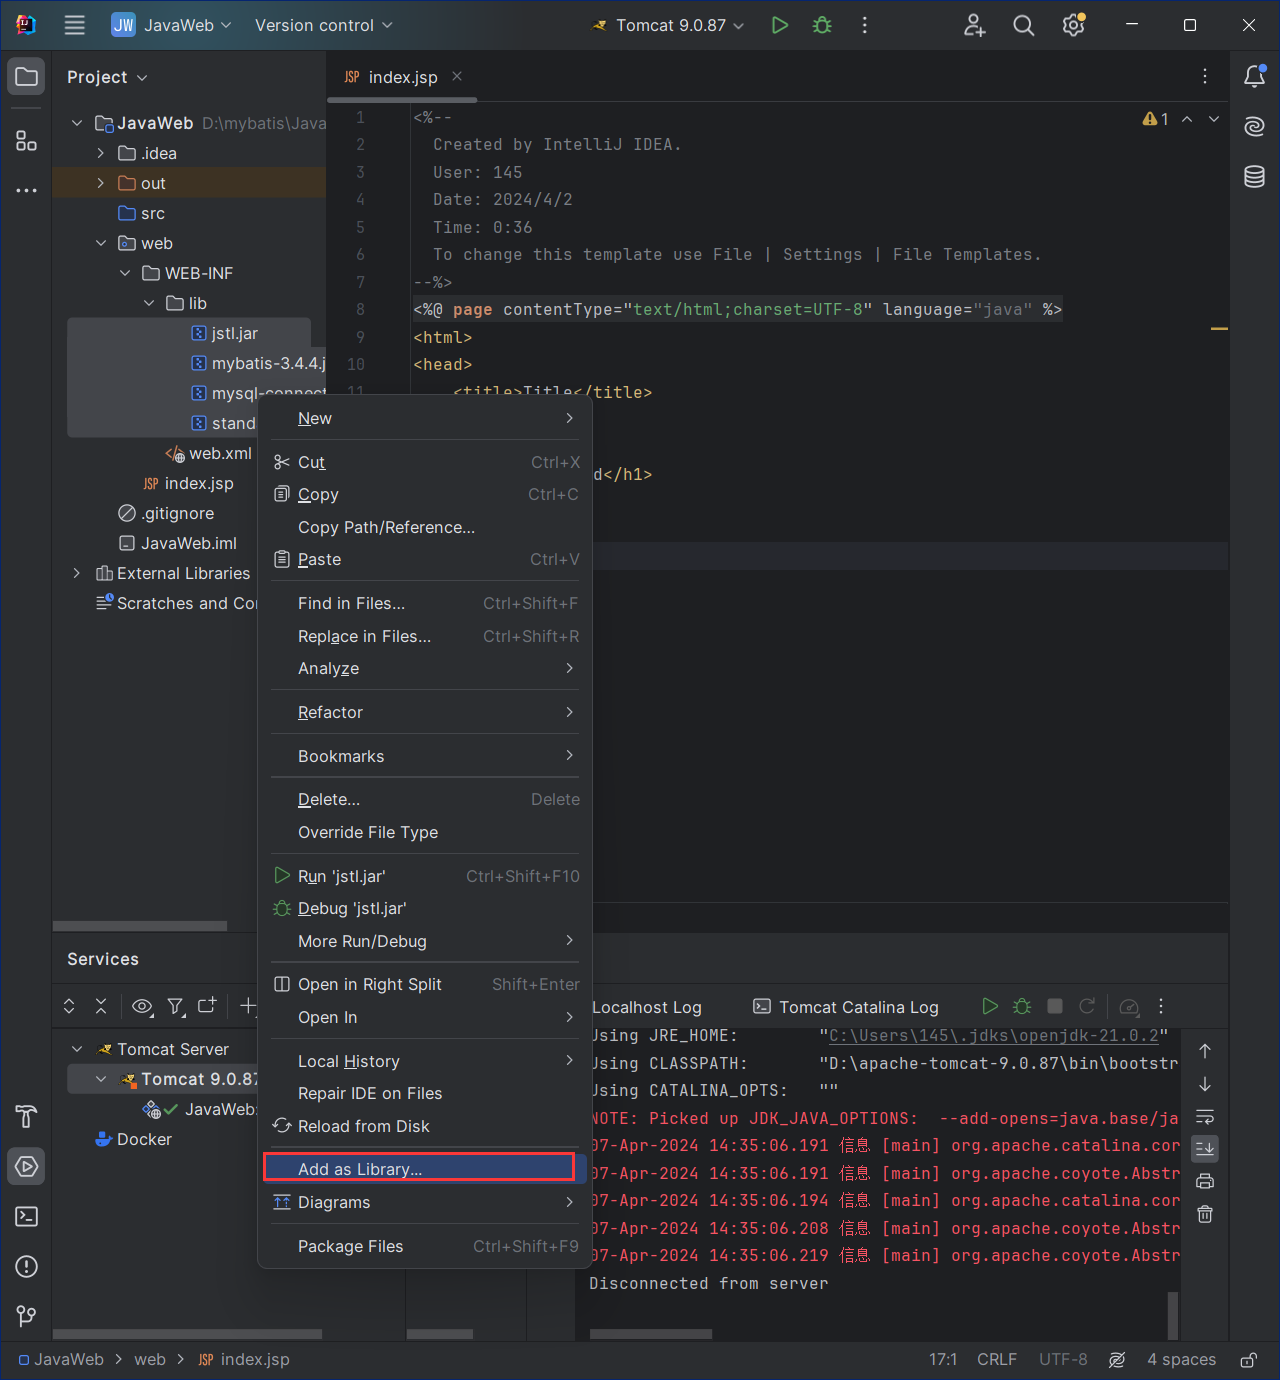 JW JavaWeb Version control Tomcat 9.0.87
Project
index.jsp
JavaWeb D:\mybatis\Java
.idea
out
src
web
WEB-INF
lib
jstl.jar
mybatis-3.4.4.j
mysql-connect
stand
web.xml
JSP index.jsp
.gitignore
JavaWeb.iml
External Libraries
Scratches and Co
JSP
1
1 <%--
2 Created by IntelliJ IDEA.
3 User: 145
4 Date: 2024/4/2
5 Time: 0:36
6 To change this template use File | Settings | File Templates.
7 --%>
8 <%@ page contentType="text/html;charset=UTF-8" language="java" %>
9 <html>
10 <head>
11 <title>Title</title>
d</h1>
New
Cut Ctrl+X
Copy Ctrl+C
Copy Path/Reference...
Paste Ctrl+V
Find in Files... Ctrl+Shift+F
Replace in Files... Ctrl+Shift+R
Analyze
Refactor
Bookmarks
Delete... Delete
Override File Type
Run 'jstl.jar' Ctrl+Shift+F10
Debug 'jstl.jar'
More Run/Debug
Open in Right Split Shift+Enter
Open In
Local History
Repair IDE on Files
Reload from Disk
Add as Library...
Diagrams
Package Files Ctrl+Shift+F9
Services
Tomcat Server
Tomcat 9.0.87
JavaWeb:
Docker
Localhost Log Tomcat Catalina Log
Using JRE_HOME: "C:\Users\145\.jdks\openjdk-21.0.2"
Using CLASSPATH: "D:\apache-tomcat-9.0.87\bin\bootstr
Using CATALINA_OPTS: ""
NOTE: Picked up JDK_JAVA_OPTIONS: --add-opens=java.base/ja
07-Apr-2024 14:35:06.191 信息 [main] org.apache.catalina.cor
07-Apr-2024 14:35:06.191 信息 [main] org.apache.coyote.Abstr
07-Apr-2024 14:35:06.194 信息 [main] org.apache.catalina.cor
07-Apr-2024 14:35:06.208 信息 [main] org.apache.coyote.Abstr
07-Apr-2024 14:35:06.219 信息 [main] org.apache.coyote.Abstr
Disconnected from server
JavaWeb > web > JSP index.jsp 17:1 CRLF UTF-8 4 spaces